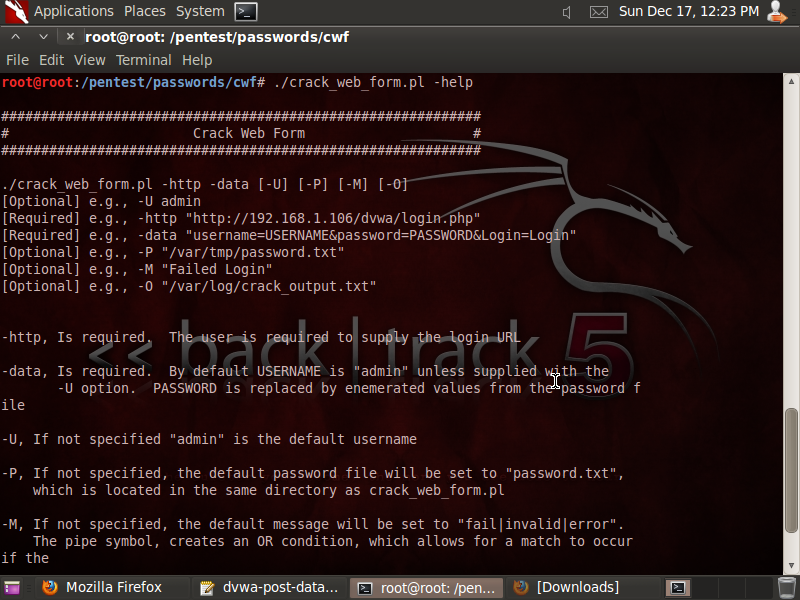 Applications Places System Sun Dec 17, 12:23 PM
root@root: /pentest/passwords/cwf
File Edit View Terminal Help
root@root:/pentest/passwords/cwf# ./crack_web_form.pl -help
############################################################
# Crack Web Form #
############################################################
./crack_web_form.pl -http -data [-U] [-P] [-M] [-O]
[Optional] e.g., -U admin
[Required] e.g., -http "http://192.168.1.106/dvwa/login.php"
[Required] e.g., -data "username=USERNAME&password=PASSWORD&Login=Login"
[Optional] e.g., -P "/var/tmp/password.txt"
[Optional] e.g., -M "Failed Login"
[Optional] e.g., -O "/var/log/crack_output.txt"
-http, Is required. The user is required to supply the login URL
<< back | track 5
-data, Is required. By default USERNAME is "admin" unless supplied with the
-U option. PASSWORD is replaced by enemerated values from the password f
ile
-U, If not specified "admin" is the default username
-P, If not specified, the default password file will be set to "password.txt",
which is located in the same directory as crack_web_form.pl
-M, If not specified, the default message will be set to "fail|invalid|error".
The pipe symbol, creates an OR condition, which allows for a match to occur
if the
Mozilla Firefox dvwa-post-data... root@root: /pen... [Downloads]